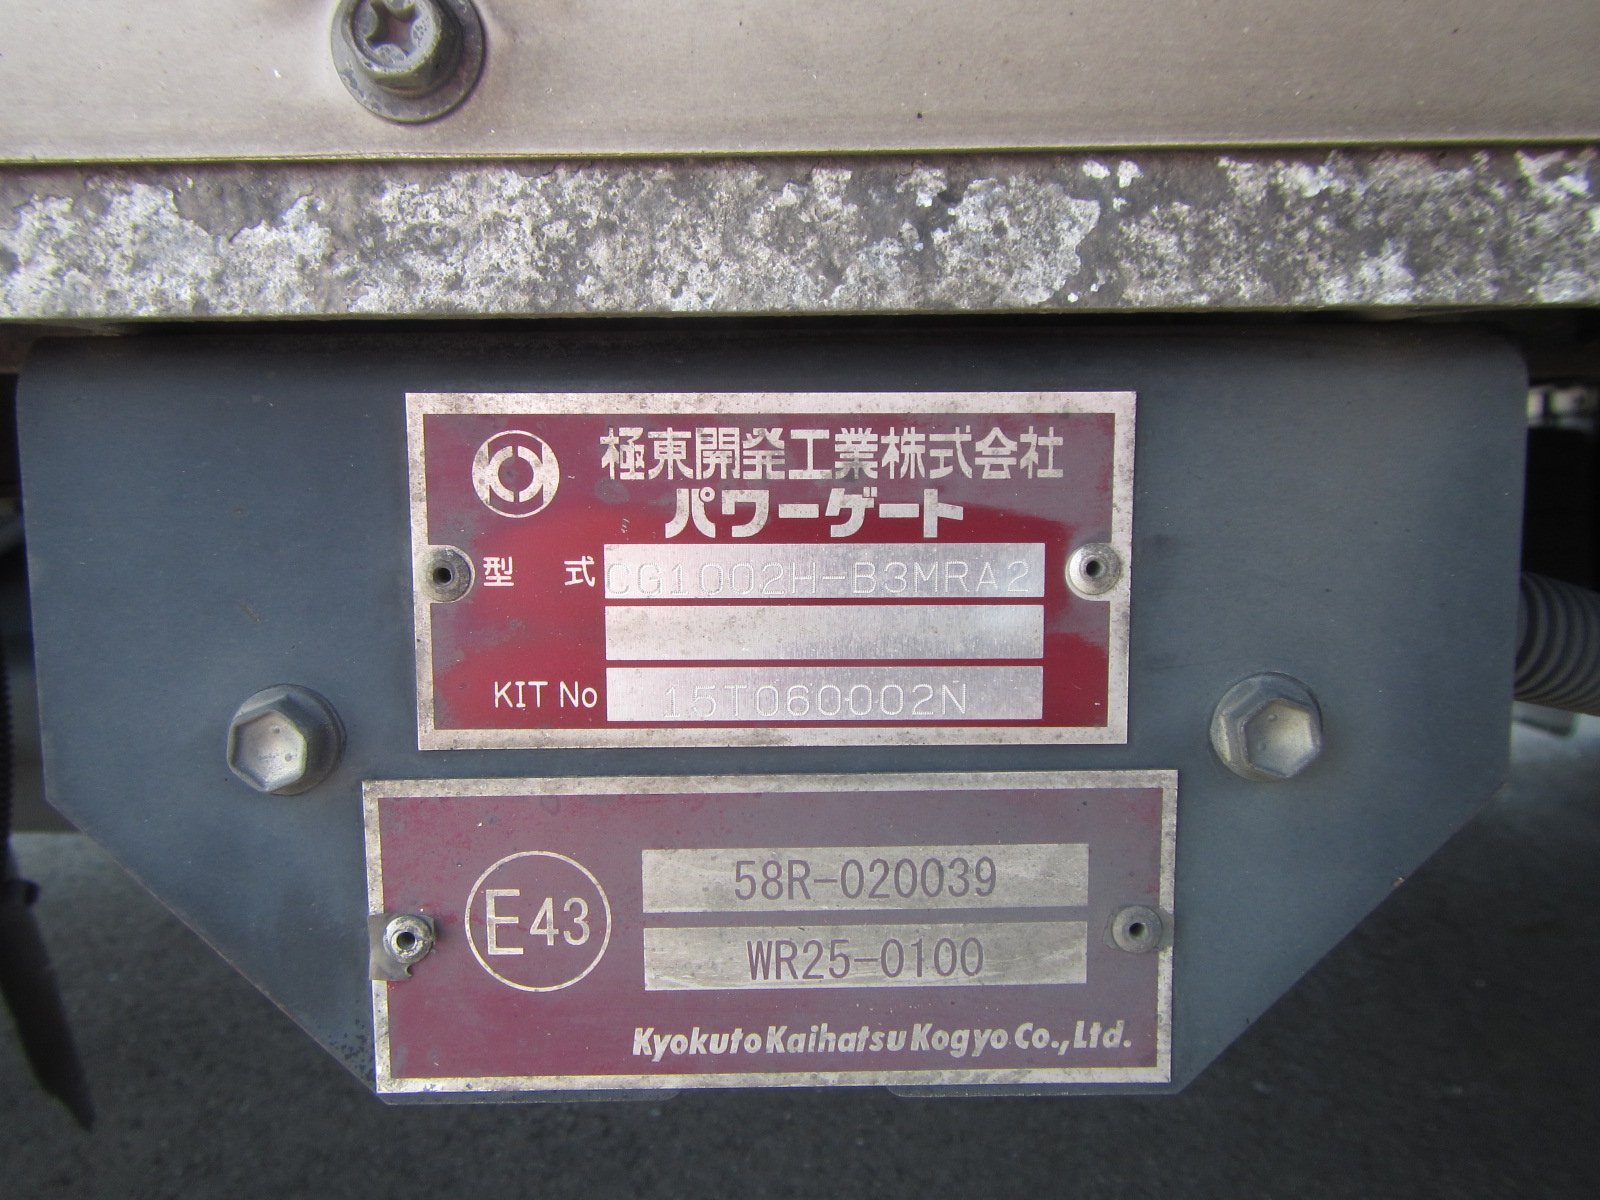 極東開発工業株式会社
パワーゲート
型 式 CG1002H-B3MRA2
KIT No 15T060002N
E43
58R-020039
WR25-0100
Kyokuto Kaihatsu Kogyo Co., Ltd.